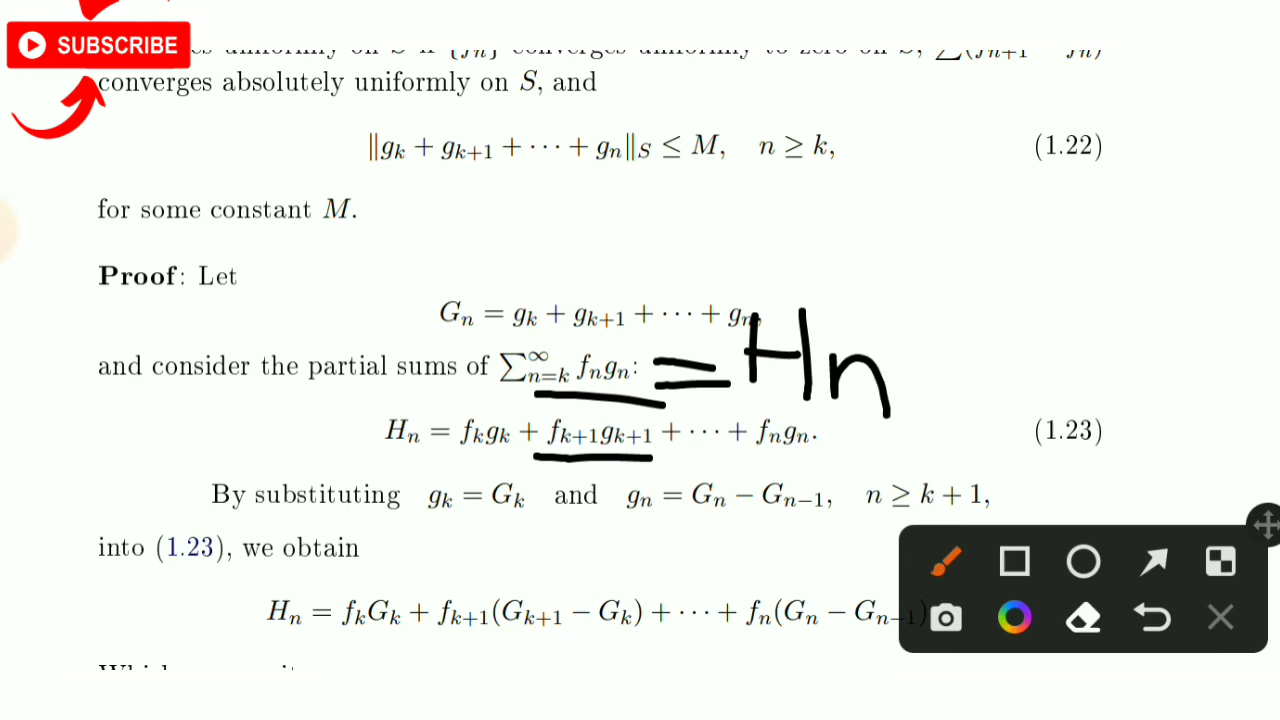 SUBSCRIBE
converges absolutely uniformly on S, and
‖g_k + g_{k+1} + ··· + g_n‖_S ≤ M, n ≥ k, (1.22)
for some constant M.
Proof: Let
G_n = g_k + g_{k+1} + ··· + g_n
and consider the partial sums of ∑_{n=k}^∞ f_n g_n: = Hn
H_n = f_k g_k + f_{k+1} g_{k+1} + ··· + f_n g_n. (1.23)
By substituting g_k = G_k and g_n = G_n − G_{n−1}, n ≥ k + 1,
into (1.23), we obtain
H_n = f_k G_k + f_{k+1}(G_{k+1} − G_k) + ··· + f_n(G_n − G_{n−1})